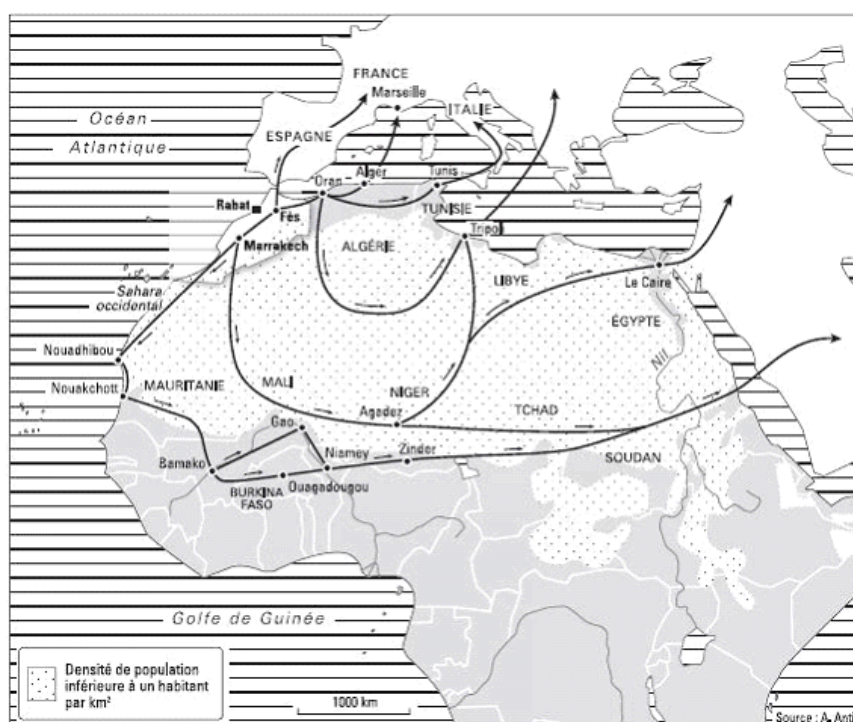 FRANCE
Marseille
ITALIE
Océan
Atlantique
ESPAGNE
Oran
Alger
Tunis
Rabat
Fès
TUNISIE
Marrakech
ALGÉRIE
Tripoli
Sahara
occidental
LIBYE
Le Caire
ÉGYPTE
Nouadhibou
Nil
Nouakchott
MAURITANIE
MALI
NIGER
Agadez
TCHAD
Gao
Bamako
Niamey
Zinder
SOUDAN
BURKINA
FASO
Ouagadougou
Golfe de Guinée
Densité de population
inférieure à un habitant
par km²
1000 km
Source : A. Anti